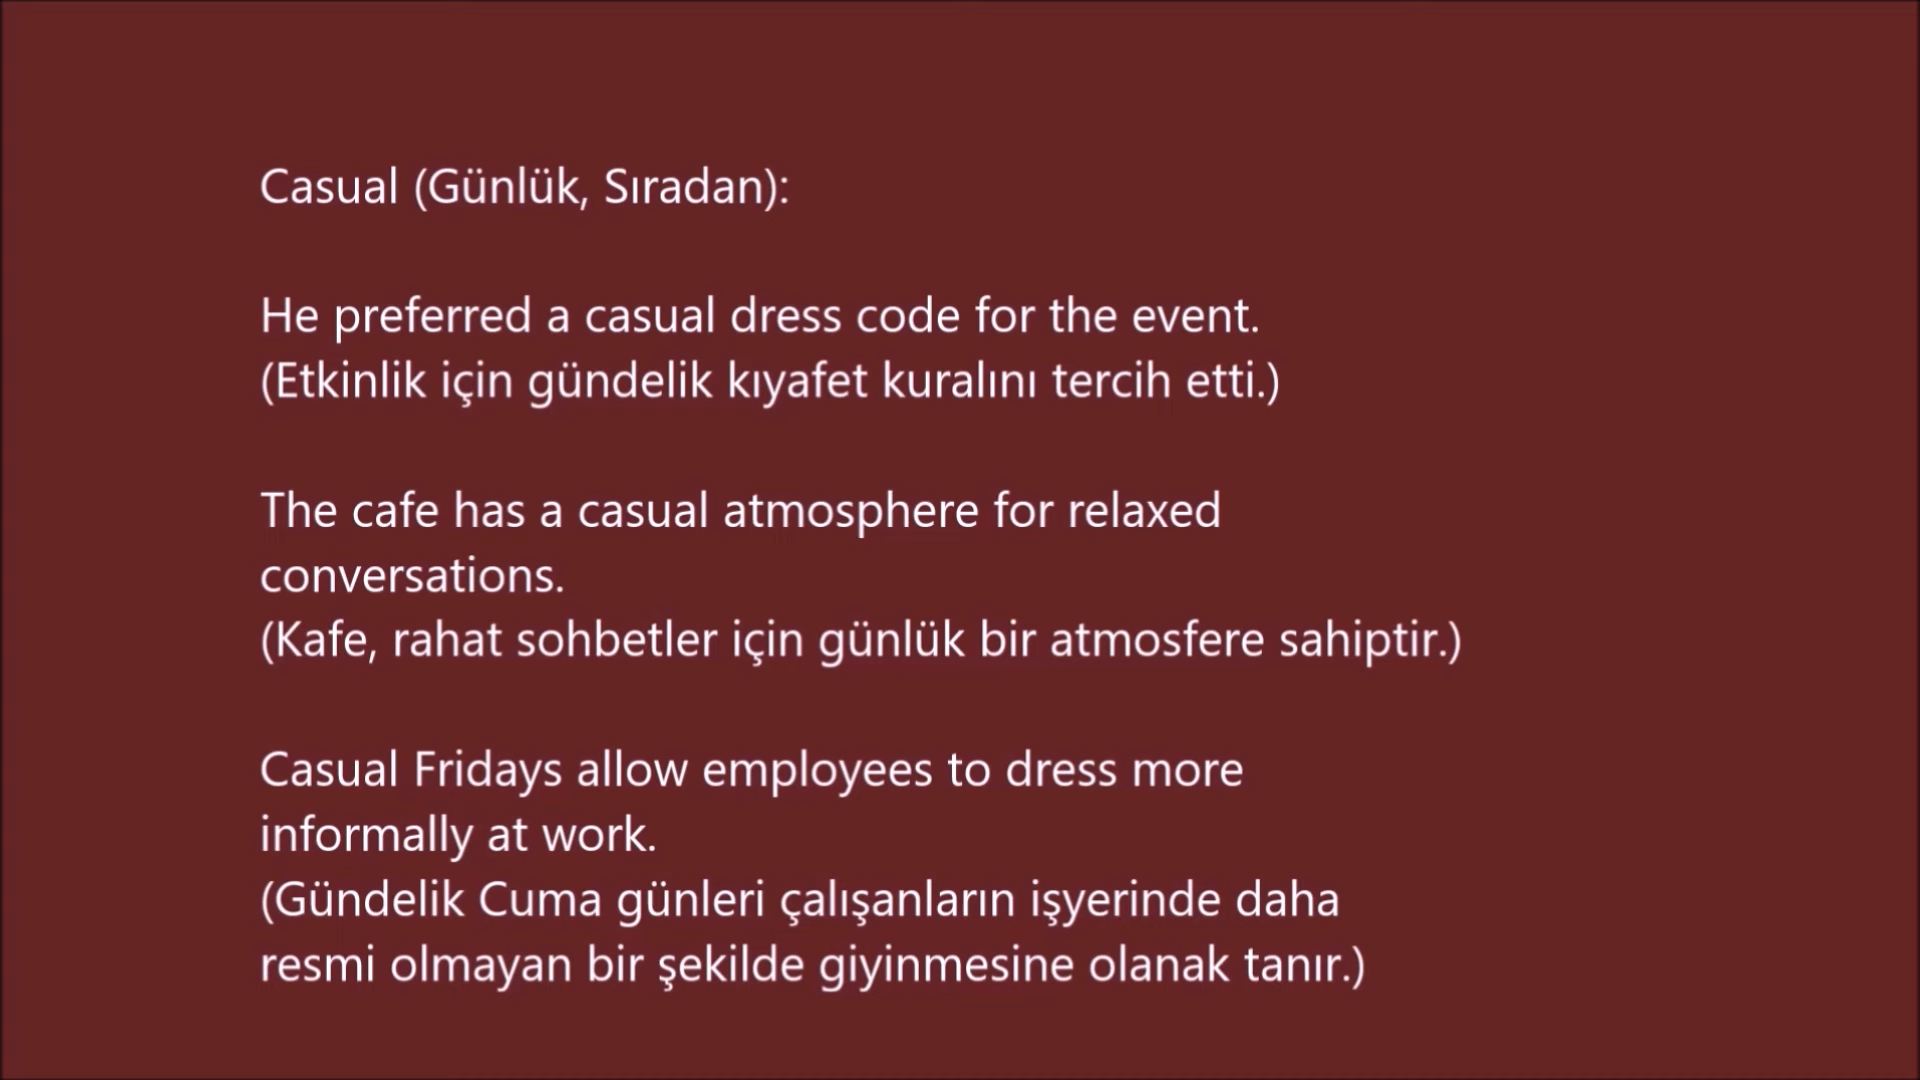 Casual (Günlük, Sıradan):
He preferred a casual dress code for the event.
(Etkinlik için gündelik kıyafet kuralını tercih etti.)
The cafe has a casual atmosphere for relaxed
conversations.
(Kafe, rahat sohbetler için günlük bir atmosfere sahiptir.)
Casual Fridays allow employees to dress more
informally at work.
(Gündelik Cuma günleri çalışanların işyerinde daha
resmi olmayan bir şekilde giyinmesine olanak tanır.)